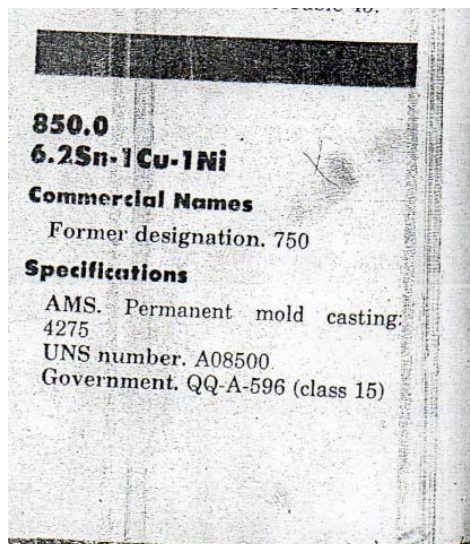 850.0
6.2Sn-1Cu-1Ni
Commercial Names
Former designation. 750
Specifications
AMS. Permanent mold casting:
4275
UNS number. A08500
Government. QQ-A-596 (class 15)